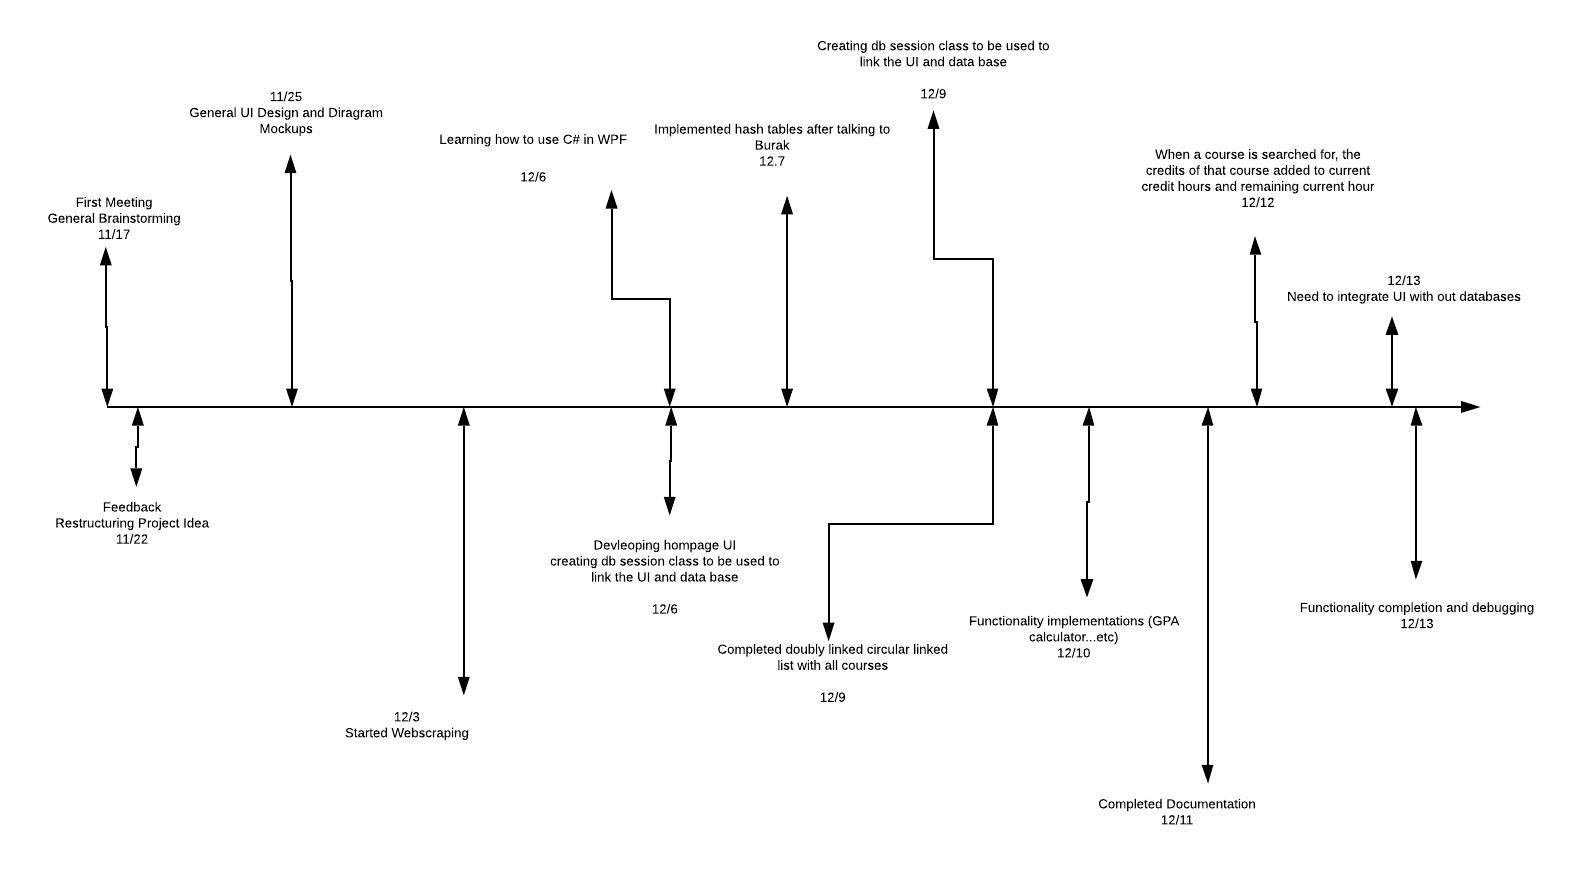 Creating db session class to be used to
link the UI and data base
12/9
11/25
General UI Design and Diragram
Mockups
Learning how to use C# in WPF
12/6
Implemented hash tables after talking to
Burak
12.7
When a course is searched for, the
credits of that course added to current
credit hours and remaining current hour
12/12
First Meeting
General Brainstorming
11/17
12/13
Need to integrate UI with out databases
Feedback
Restructuring Project Idea
11/22
Devleoping hompage UI
creating db session class to be used to
link the UI and data base
12/6
Functionality completion and debugging
12/13
Functionality implementations (GPA
calculator...etc)
12/10
Completed doubly linked circular linked
list with all courses
12/9
12/3
Started Webscraping
Completed Documentation
12/11